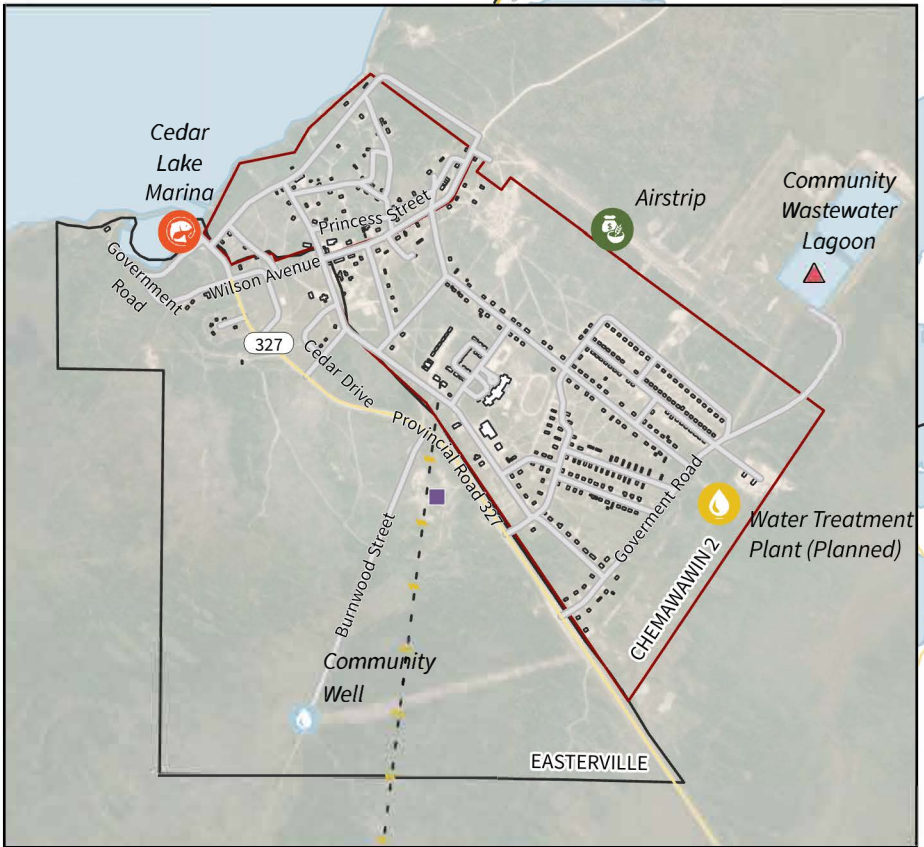 Cedar
Lake
Marina
Airstrip
Community
Wastewater
Lagoon
Princess Street
Government
Road
Wilson Avenue
327
Cedar Drive
Provincial Road 327
Goverment Road
Water Treatment
Plant (Planned)
CHEMAWAWIN 2
Burnwood Street
Community
Well
EASTERVILLE